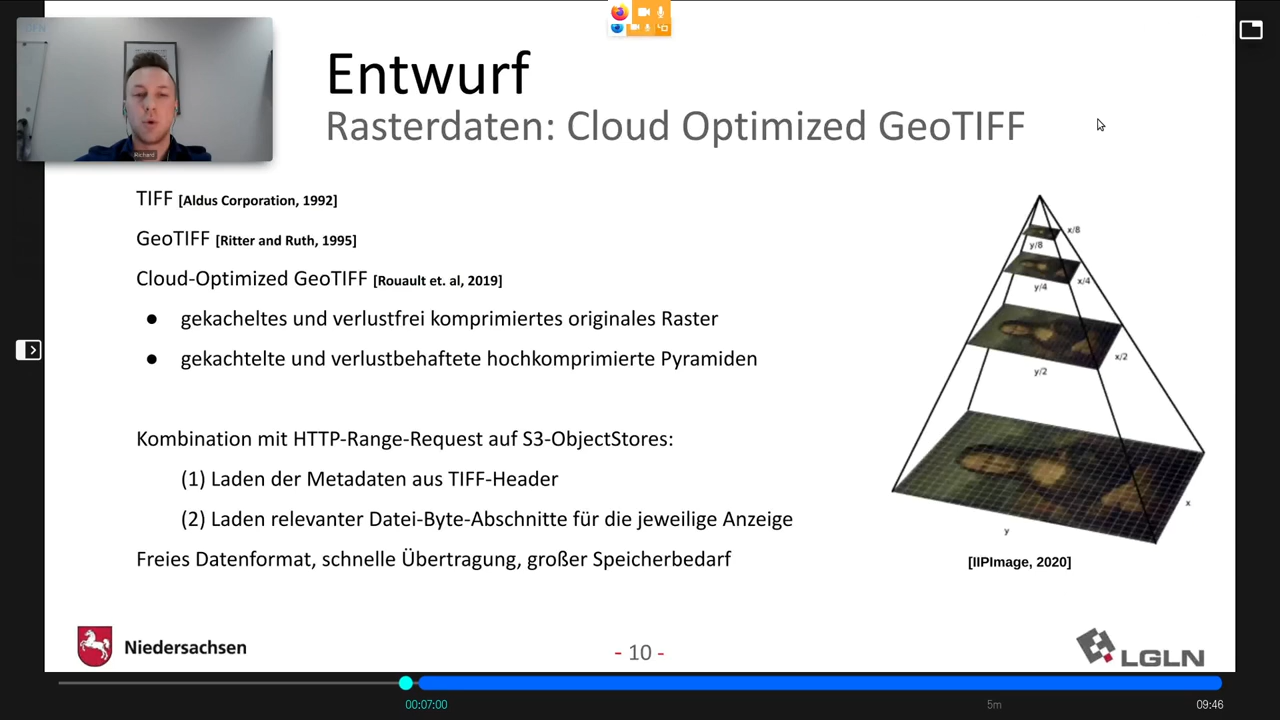 DFN
Richard
Entwurf
Rasterdaten: Cloud Optimized GeoTIFF
TIFF [Aldus Corporation, 1992]
GeoTIFF [Ritter and Ruth, 1995]
Cloud-Optimized GeoTIFF [Rouault et. al, 2019]
● gekacheltes und verlustfrei komprimiertes originales Raster
● gekachtelte und verlustbehaftete hochkomprimierte Pyramiden
Kombination mit HTTP-Range-Request auf S3-ObjectStores:
(1) Laden der Metadaten aus TIFF-Header
(2) Laden relevanter Datei-Byte-Abschnitte für die jeweilige Anzeige
Freies Datenformat, schnelle Übertragung, großer Speicherbedarf
x/8
y/8
x/4
y/4
x/2
y/2
x
y
[IIPImage, 2020]
Niedersachsen
- 10 -
LGLN
00:07:00
5m
09:46